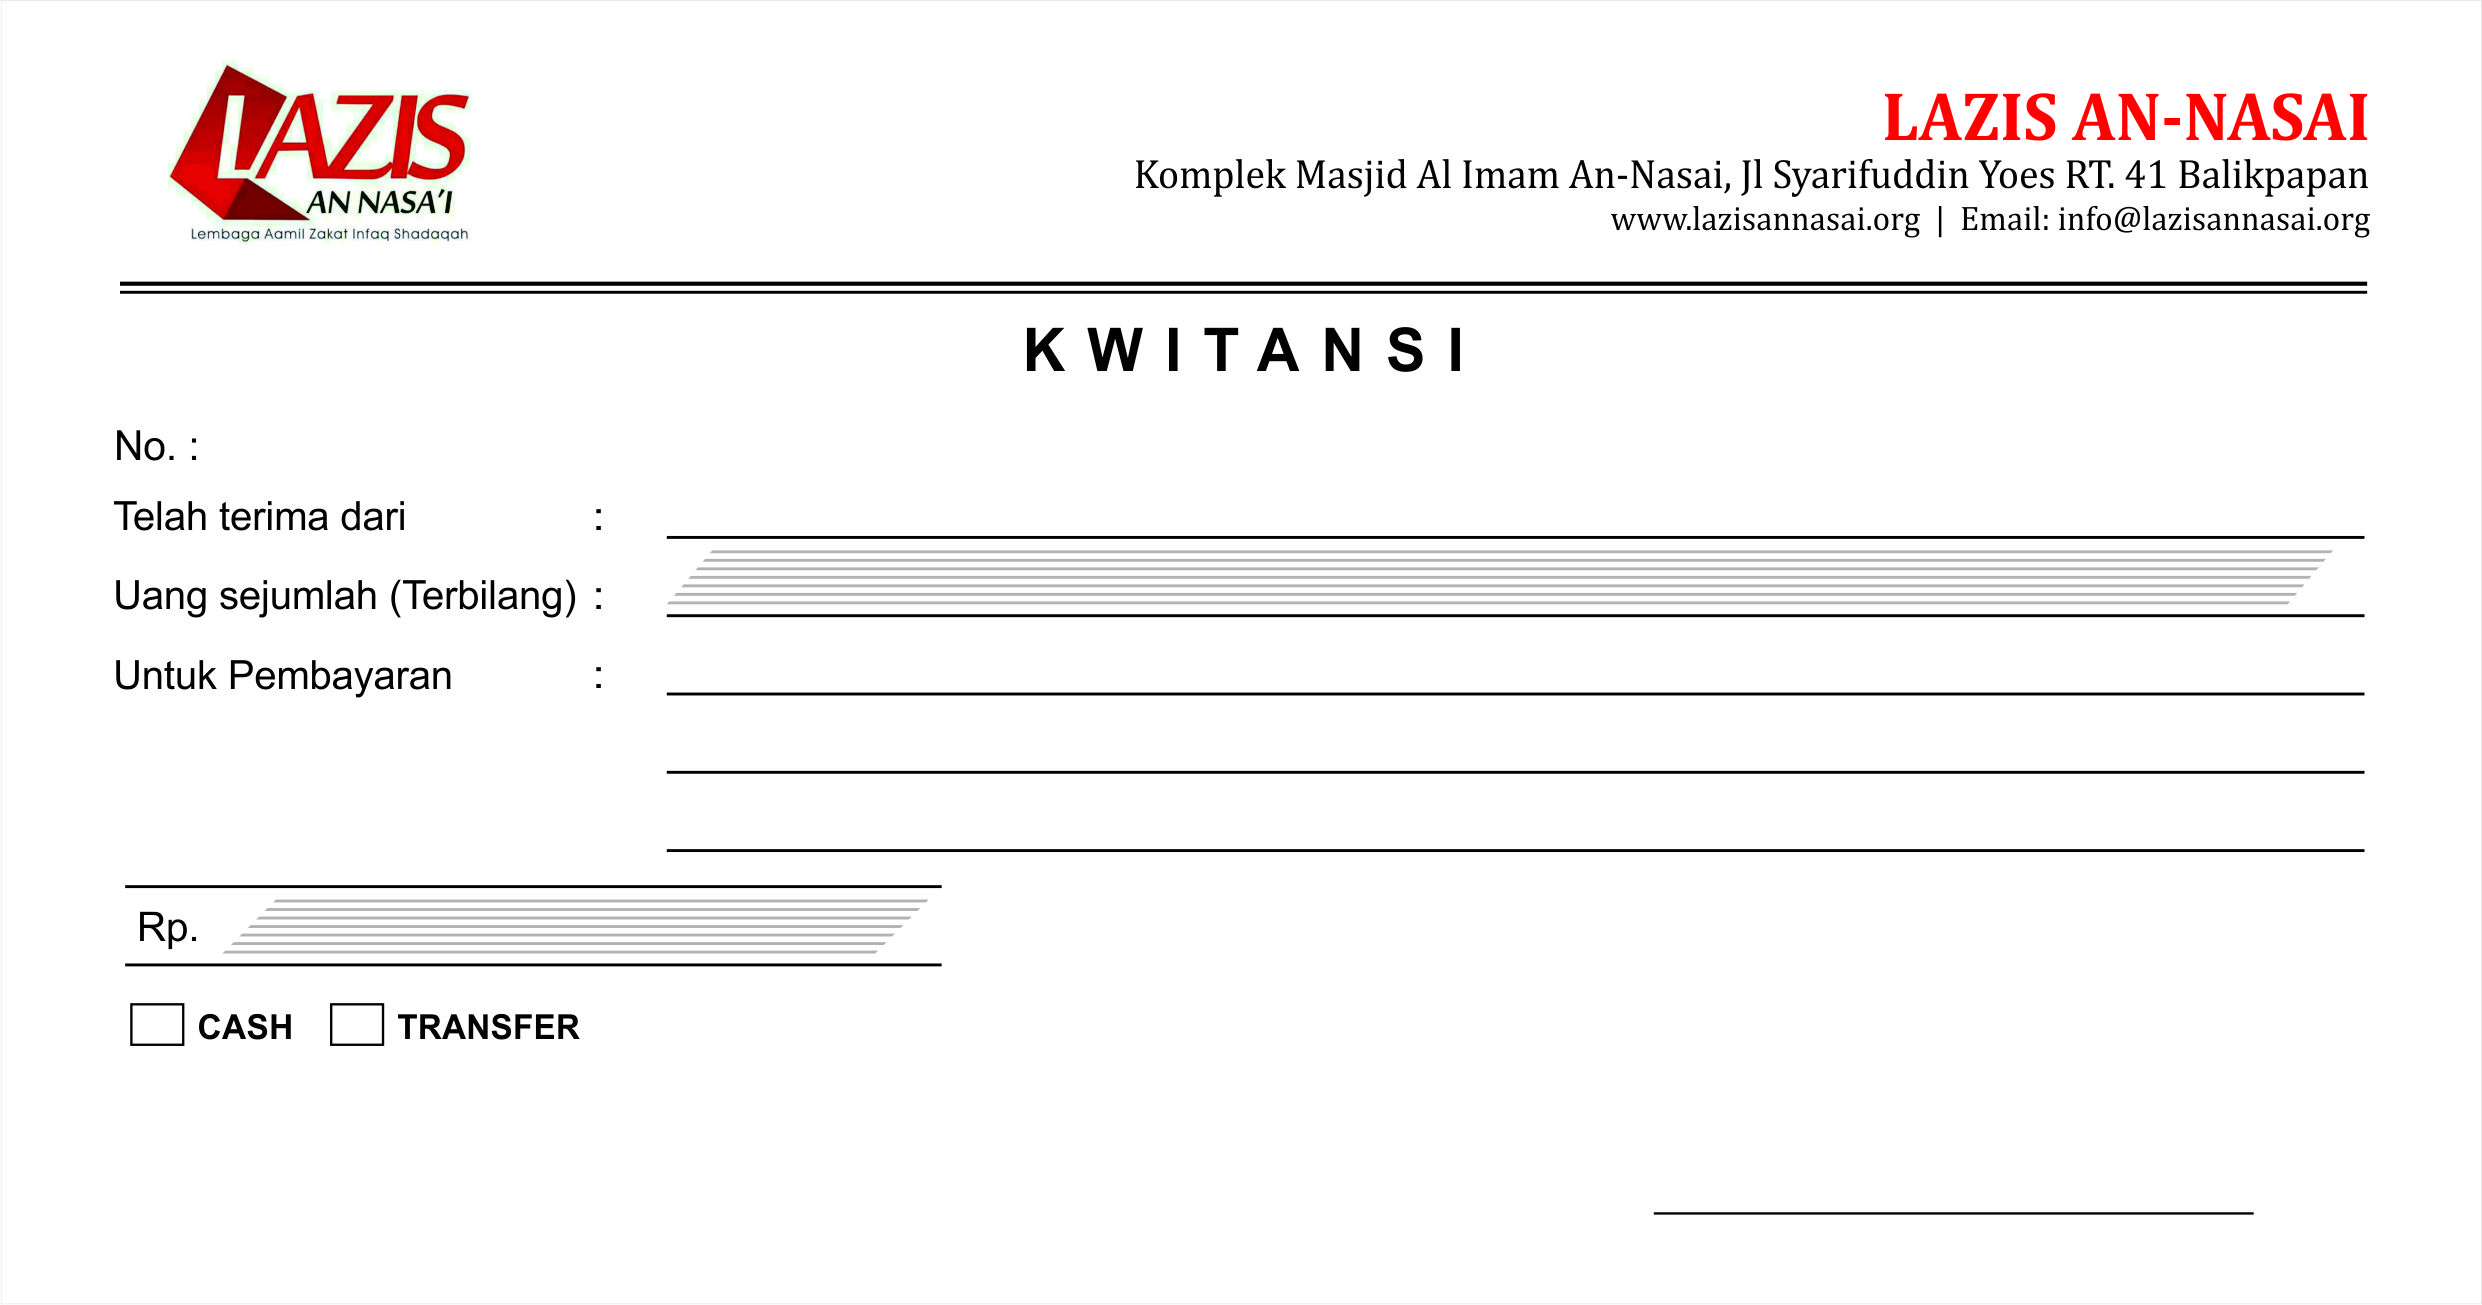 LAZIS
AN NASA'I
Lembaga Aamil Zakat Infaq Shadaqah
LAZIS AN-NASAI
Komplek Masjid Al Imam An-Nasai, Jl Syarifuddin Yoes RT. 41 Balikpapan
www.lazisannasai.org | Email: info@lazisannasai.org
KWITANSI
No. :
Telah terima dari :
Uang sejumlah (Terbilang) :
Untuk Pembayaran :
Rp.
CASH TRANSFER